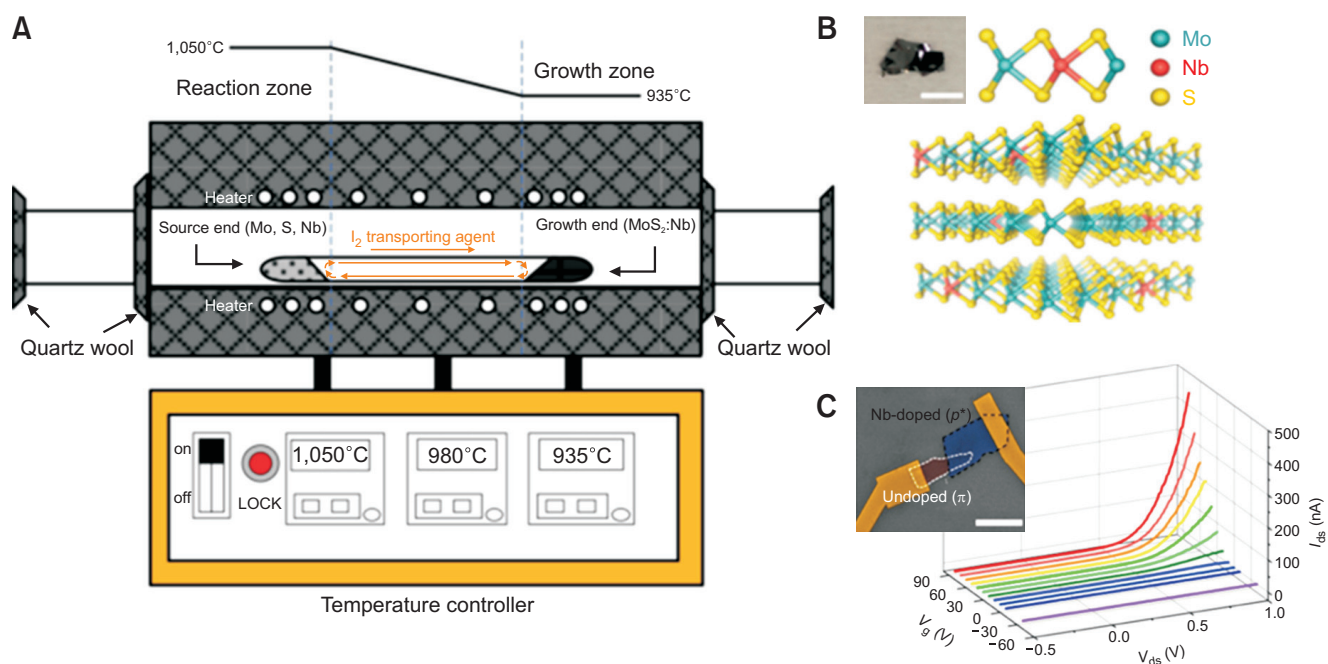 A
1,050°C
Reaction zone
Growth zone
935°C
Heater
Source end (Mo, S, Nb)
I₂ transporting agent
Growth end (MoS₂:Nb)
Heater
Quartz wool
Quartz wool
on
off
LOCK
1,050°C
980°C
935°C
Temperature controller
B
Mo
Nb
S
C
Nb-doped (p*)
Undoped (π)
500
400
300
200
100
0
I_ds (nA)
90
60
30
0
−30
−60
V_g (V)
−0.5
0.0
0.5
1.0
V_ds (V)